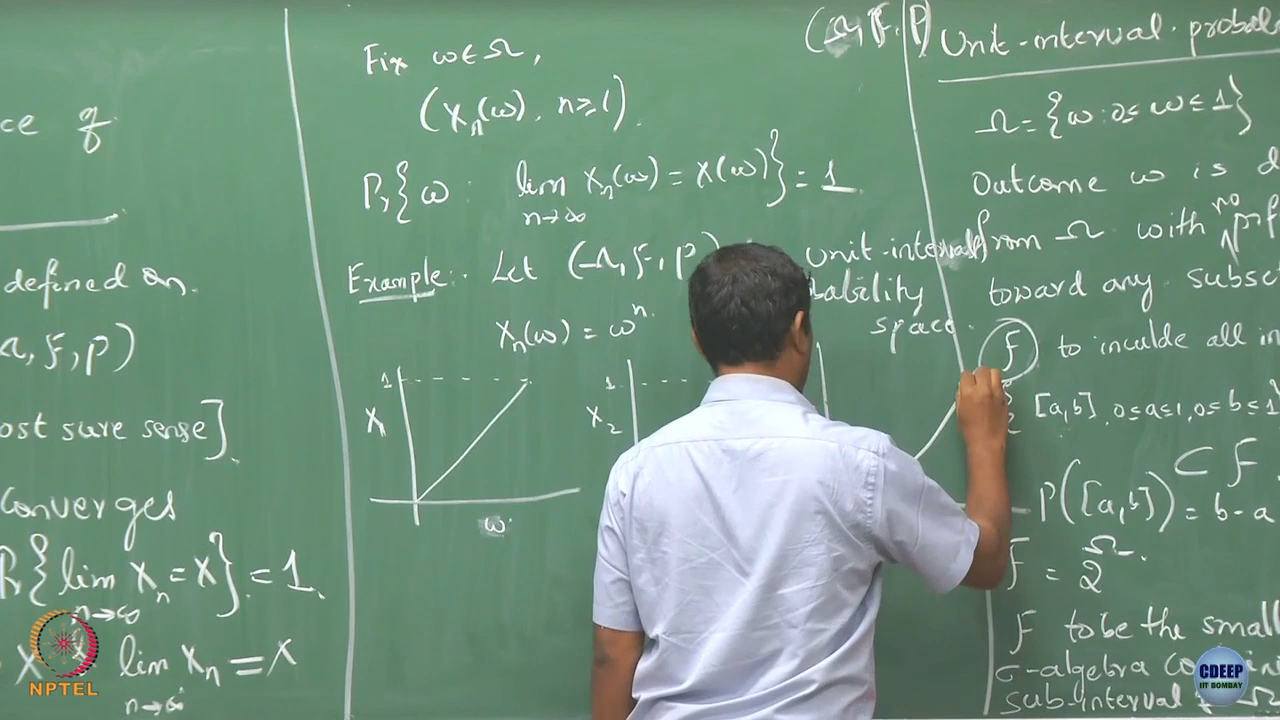 ce of
defined on
(Ω, F, P)
ost sure sense].
Converges
Pr{lim Xn = X} = 1.
n→∞
X lim Xn = X
n→∞
Fix ω∈Ω,
(Xn(ω), n≥1).
Pr{ω: lim Xn(ω) = X(ω)} = 1
n→∞
Example:- Let (Ω, F, P) unit-interval
ability
space.
Xn(ω) = ωⁿ.
1
X₁
ω.
1
X₂
(Ω, F, P)
Unit-interval probab
Ω = {ω: 0≤ ω ≤ 1}
Outcome ω is d
from Ω with no pref
toward any subse
F to inculde all in
[a,b], 0≤a≤1, 0≤b≤1}
⊂ F
P([a,b]) = b-a
F = 2^Ω.
F to be the small
σ-algebra
sub-interval of Ω
NPTEL
CDEEP
IIT BOMBAY